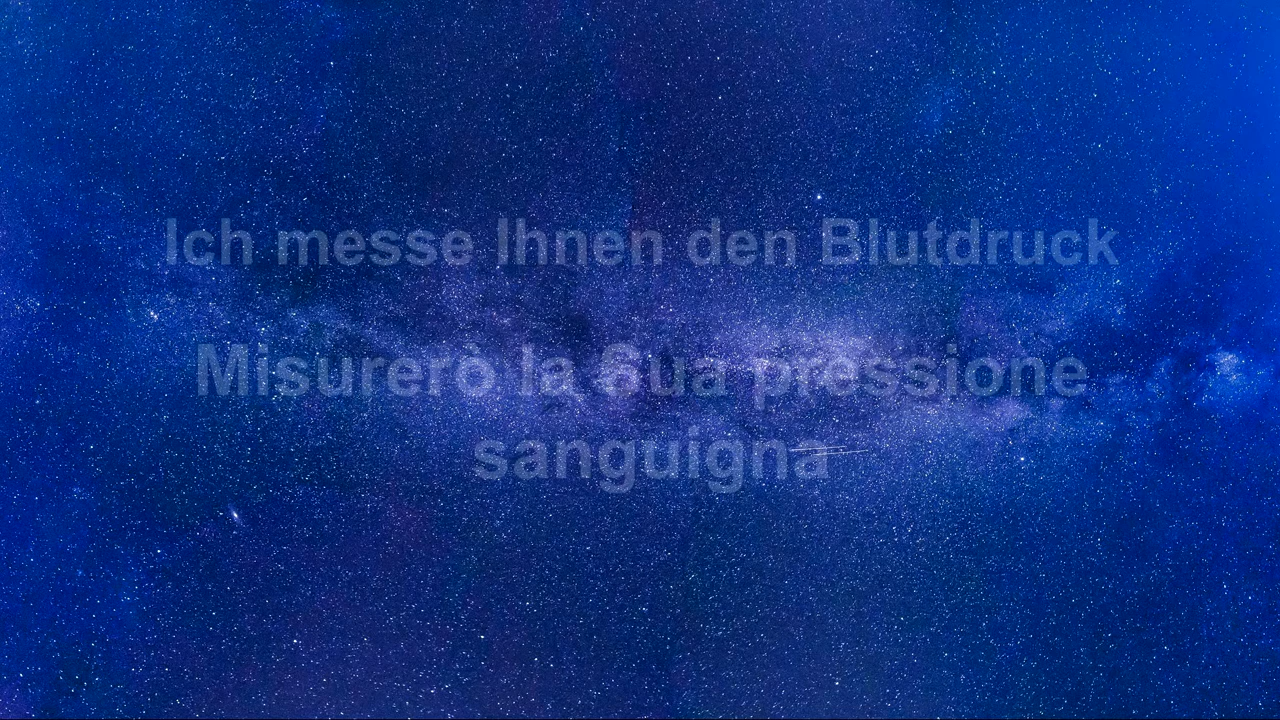 Ich messe Ihnen den Blutdruck
Misurerò la Sua pressione
sanguigna